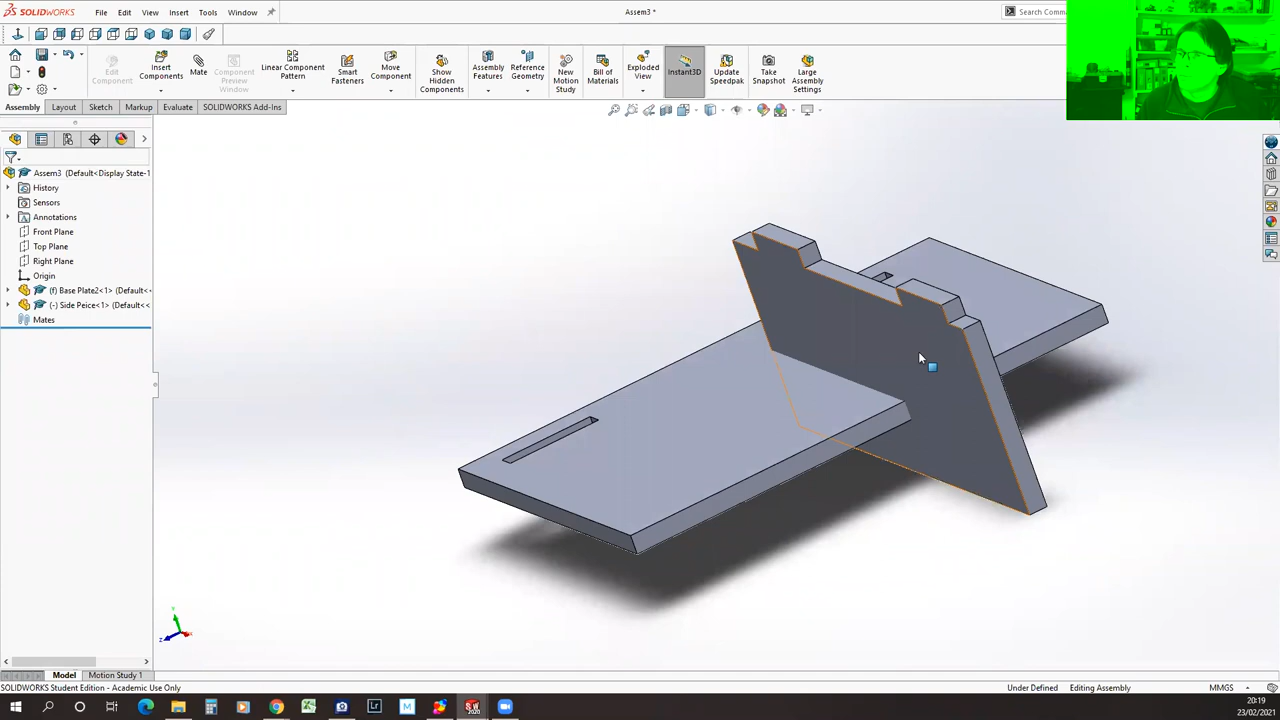 SOLIDWORKS File Edit View Insert Tools Window Assem3 * Search Comma
Edit Component Insert Components Mate Component Preview Window Linear Component Pattern Smart Fasteners Move Component Show Hidden Components Assembly Features Reference Geometry New Motion Study Bill of Materials Exploded View Instant3D Update Speedpak Take Snapshot Large Assembly Settings
Assembly Layout Sketch Markup Evaluate SOLIDWORKS Add-Ins
Assem3 (Default<Display State-1
History
Sensors
Annotations
Front Plane
Top Plane
Right Plane
Origin
(f) Base Plate2<1> (Default<
(-) Side Peice<1> (Default<<
Mates
Y
Z
X
Model Motion Study 1
SOLIDWORKS Student Edition - Academic Use Only Under Defined Editing Assembly MMGS
Lr M SW 2020 20:19
23/02/2021